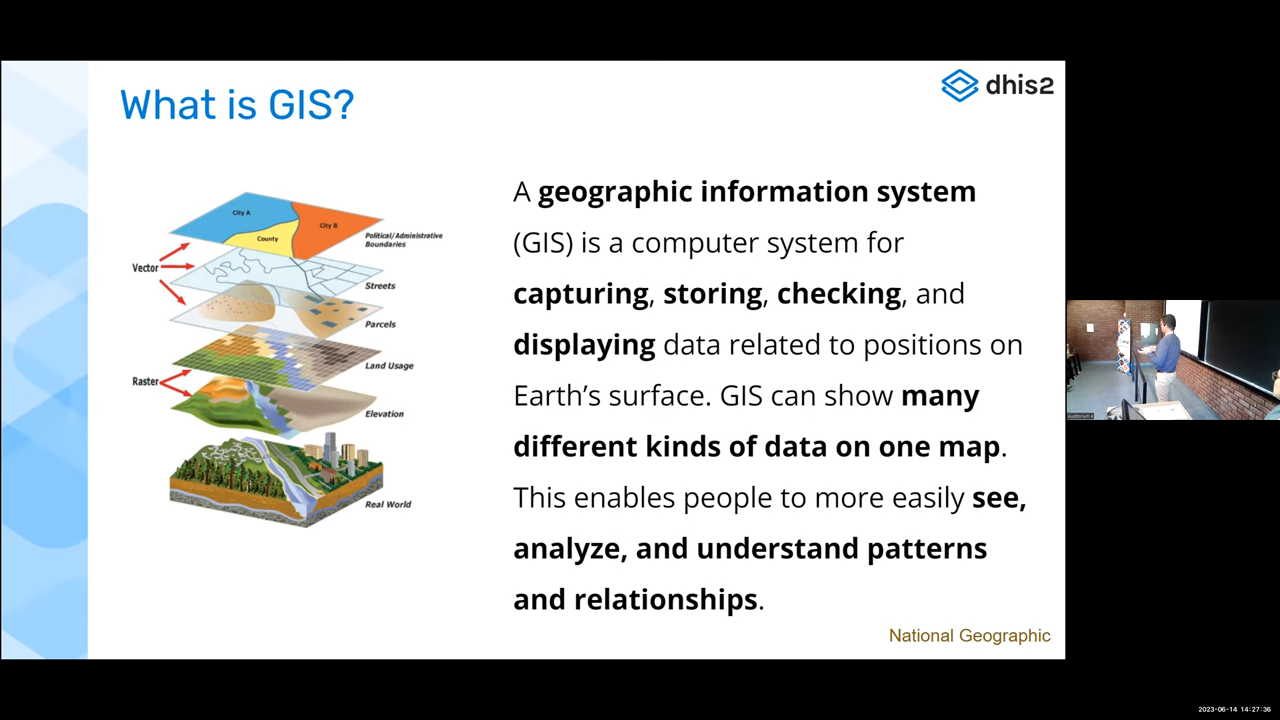 What is GIS?
dhis2
City A
City B
County
Political/Administrative
Boundaries
Vector
Streets
Parcels
Land Usage
Raster
Elevation
Real World
A geographic information system
(GIS) is a computer system for
capturing, storing, checking, and
displaying data related to positions on
Earth's surface. GIS can show many
different kinds of data on one map.
This enables people to more easily see,
analyze, and understand patterns
and relationships.
National Geographic
2023-06-14 14:27:36